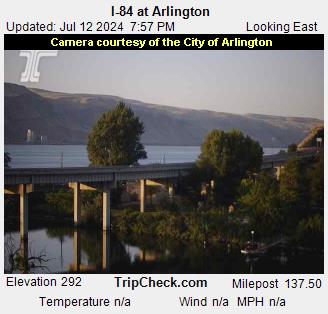 I-84 at Arlington
Updated: Jul 12 2024 7:57 PM Looking East
Camera courtesy of the City of Arlington
Elevation 292 TripCheck.com Milepost 137.50
Temperature n/a Wind n/a MPH n/a